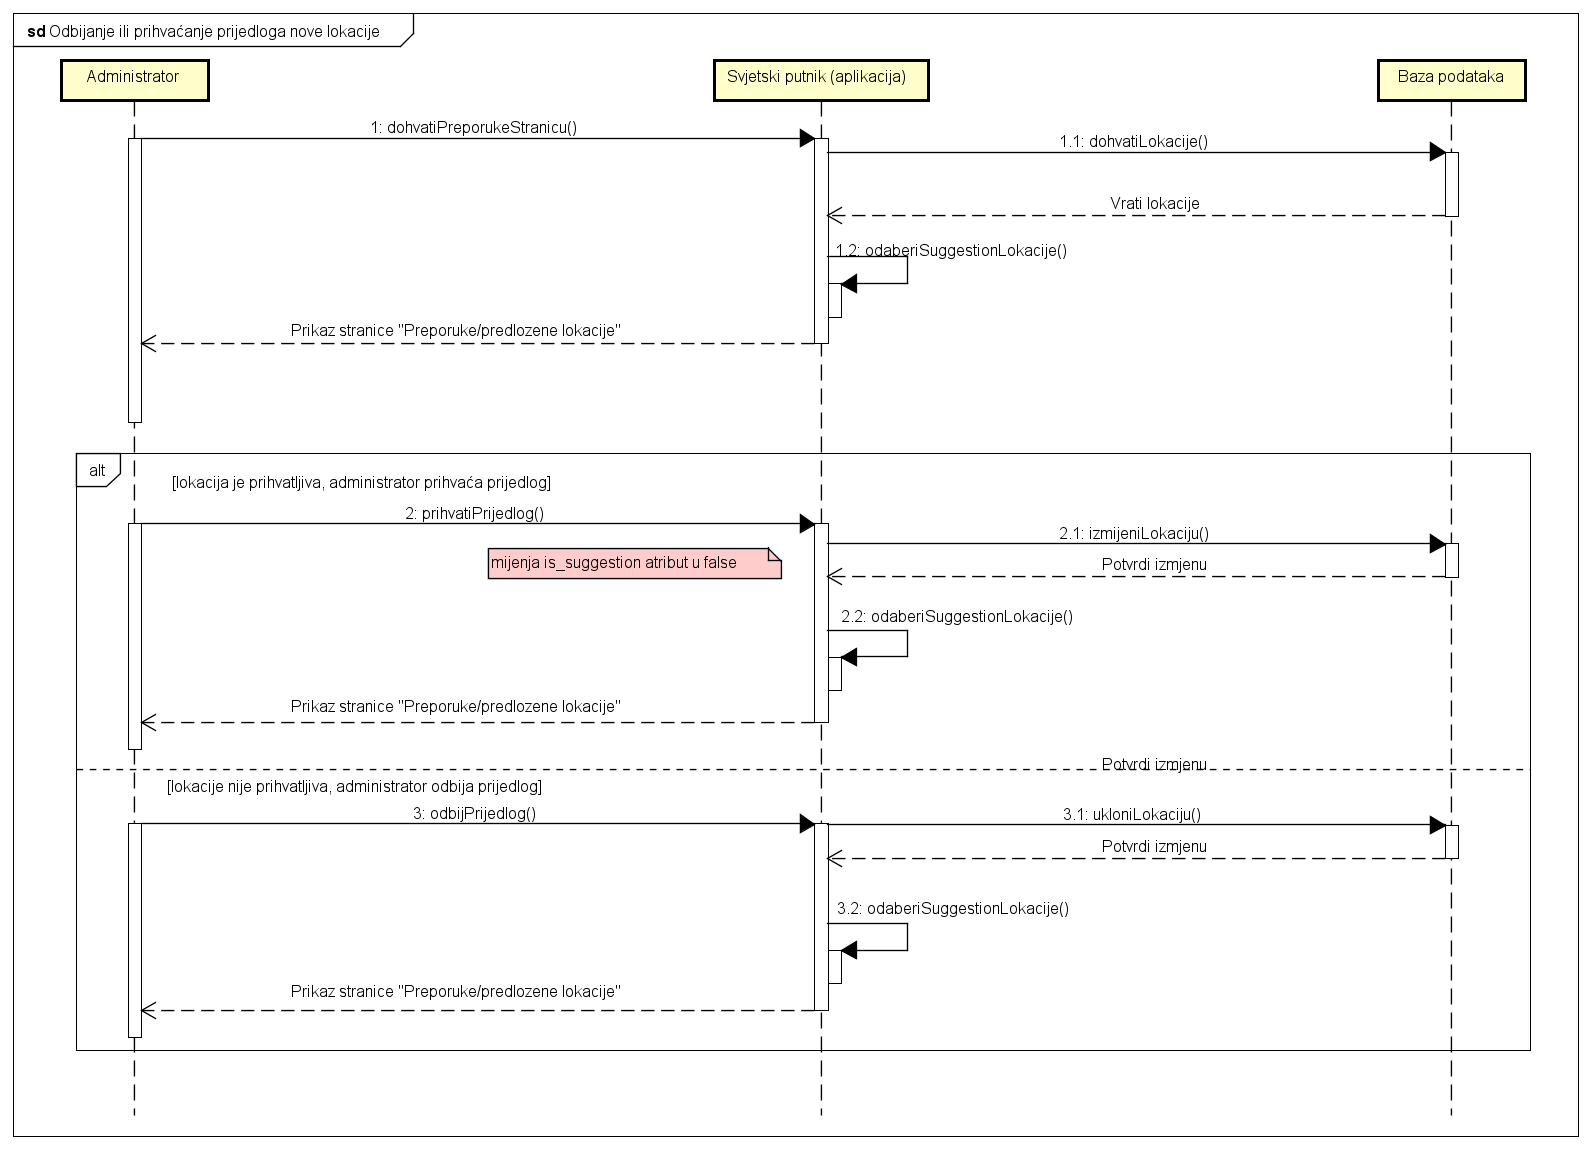 sd Odbijanje ili prihvaćanje prijedloga nove lokacije
Administrator
Svjetski putnik (aplikacija)
Baza podataka
1: dohvatiPreporukeStranicu()
1.1: dohvatiLokacije()
Vrati lokacije
1.2: odaberiSuggestionLokacije()
Prikaz stranice "Preporuke/predlozene lokacije"
alt
[lokacija je prihvatljiva, administrator prihvaća prijedlog]
2: prihvatiPrijedlog()
2.1: izmijeniLokaciju()
mijenja is_suggestion atribut u false
Potvrdi izmjenu
2.2: odaberiSuggestionLokacije()
Prikaz stranice "Preporuke/predlozene lokacije"
Potvrdi izmjenu
[lokacije nije prihvatljiva, administrator odbija prijedlog]
3: odbijPrijedlog()
3.1: ukloniLokaciju()
Potvrdi izmjenu
3.2: odaberiSuggestionLokacije()
Prikaz stranice "Preporuke/predlozene lokacije"